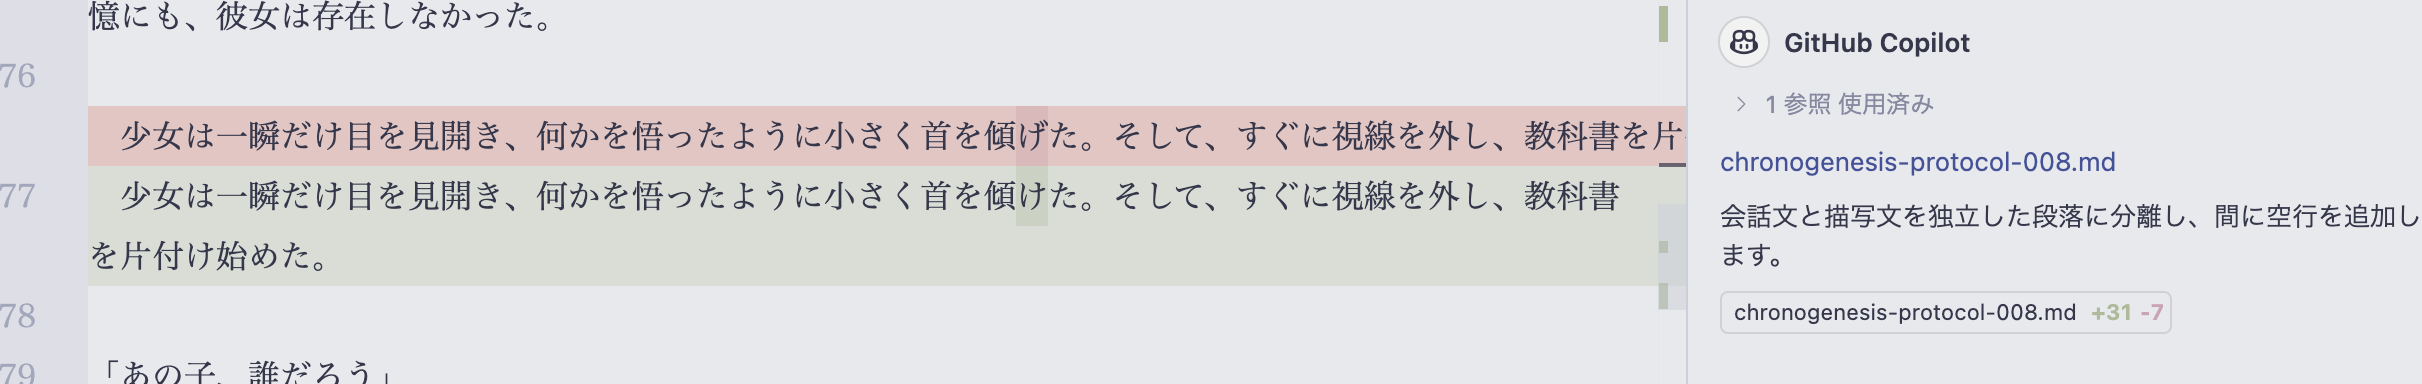 憶にも、彼女は存在しなかった。
76
少女は一瞬だけ目を見開き、何かを悟ったように小さく首を傾げた。そして、すぐに視線を外し、教科書を片
77
少女は一瞬だけ目を見開き、何かを悟ったように小さく首を傾けた。そして、すぐに視線を外し、教科書
を片付け始めた。
78
79
「あの子、誰だろう」
GitHub Copilot
1 参照 使用済み
chronogenesis-protocol-008.md
会話文と描写文を独立した段落に分離し、間に空行を追加し
ます。
chronogenesis-protocol-008.md +31 -7